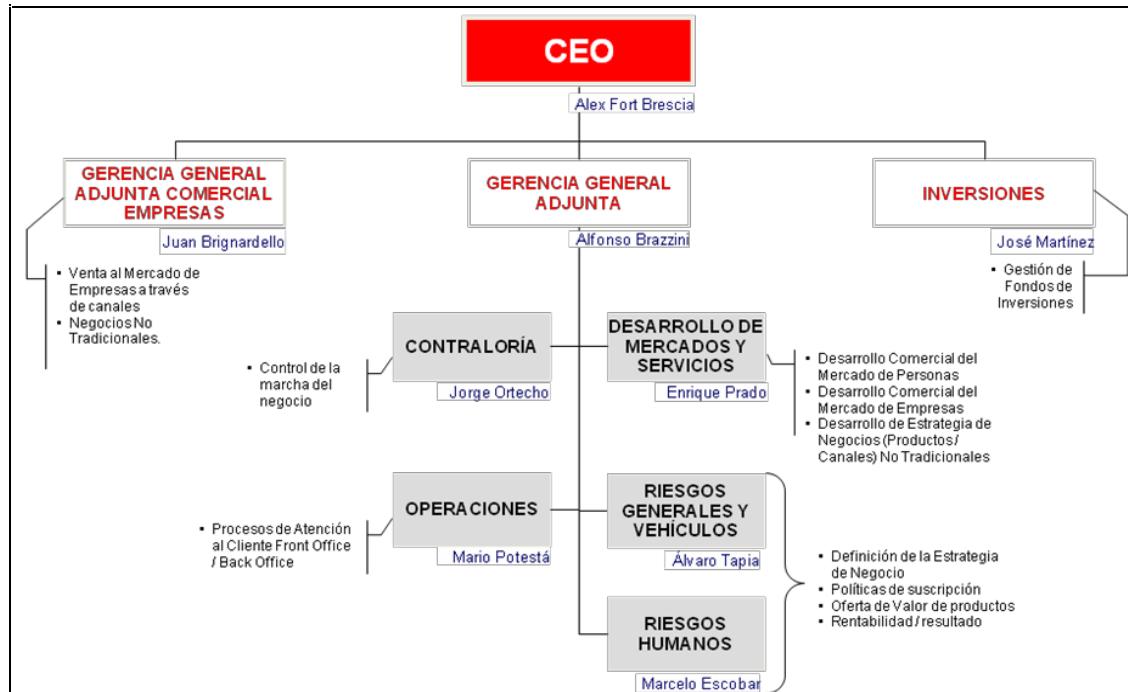 CEO
Alex Fort Brescia
GERENCIA GENERAL
ADJUNTA COMERCIAL
EMPRESAS
Juan Brignardello
GERENCIA GENERAL
ADJUNTA
Alfonso Brazzini
INVERSIONES
José Martínez
▪ Venta al Mercado de
Empresas a través
de canales
▪ Negocios No
Tradicionales.
▪ Gestión de
Fondos de
Inversiones
CONTRALORÍA
Jorge Ortecho
▪ Control de la
marcha del
negocio
DESARROLLO DE
MERCADOS Y
SERVICIOS
Enrique Prado
▪ Desarrollo Comercial del
Mercado de Personas
▪ Desarrollo Comercial del
Mercado de Empresas
▪ Desarrollo de Estrategia de
Negocios (Productos /
Canales) No Tradicionales
OPERACIONES
Mario Potestá
▪ Procesos de Atención
al Cliente Front Office
/ Back Office
RIESGOS
GENERALES Y
VEHÍCULOS
Álvaro Tapia
RIESGOS
HUMANOS
Marcelo Escobar
▪ Definición de la Estrategia
de Negocio
▪ Políticas de suscripción
▪ Oferta de Valor de productos
▪ Rentabilidad / resultado